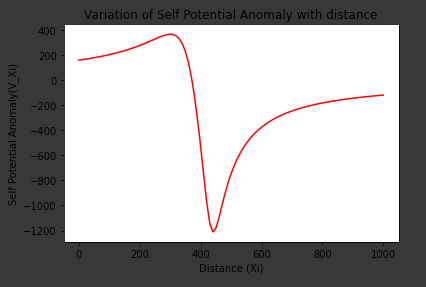 Variation of Self Potential Anomaly with distance
Self Potential Anomaly(V_Xi)
400
200
0
−200
−400
−600
−800
−1000
−1200
0 200 400 600 800 1000
Distance (Xi)